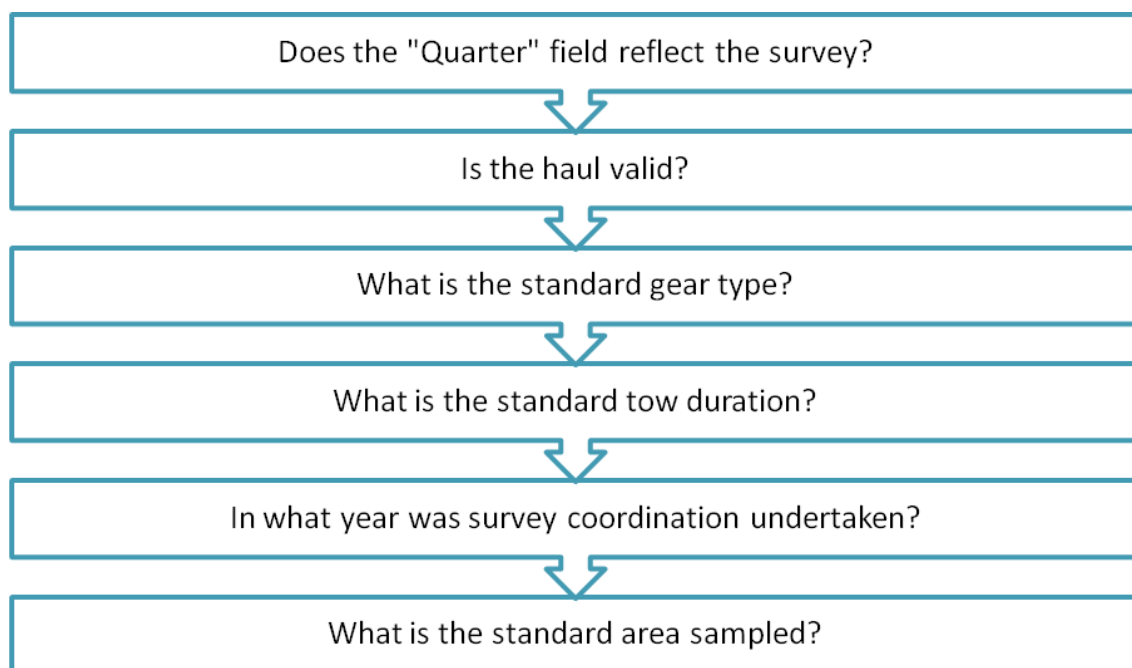 Does the "Quarter" field reflect the survey?
Is the haul valid?
What is the standard gear type?
What is the standard tow duration?
In what year was survey coordination undertaken?
What is the standard area sampled?